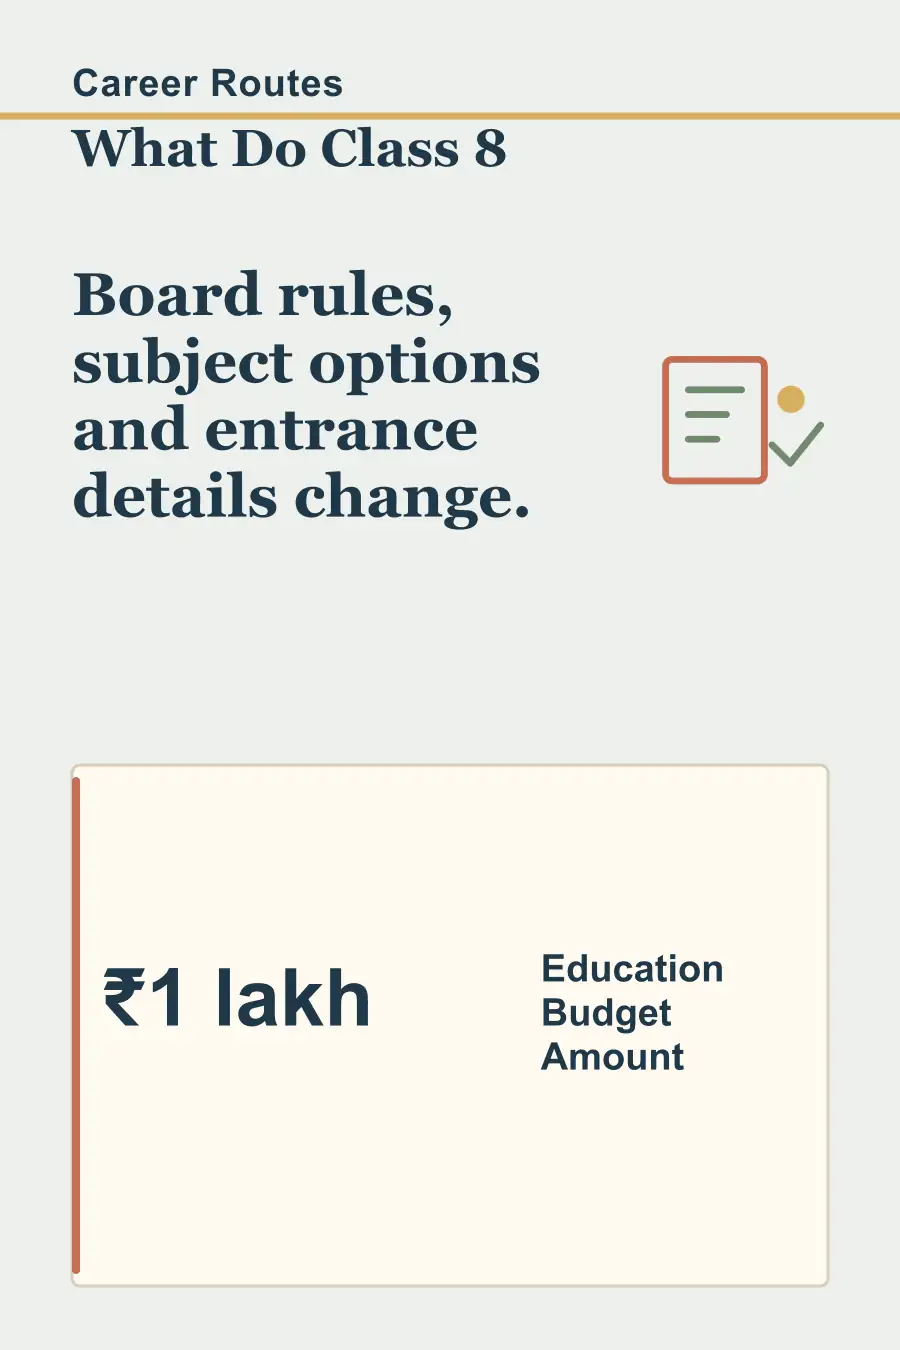 Career Routes
What Do Class 8
Board rules,
subject options
and entrance
details change.
₹1 lakh
Education
Budget
Amount